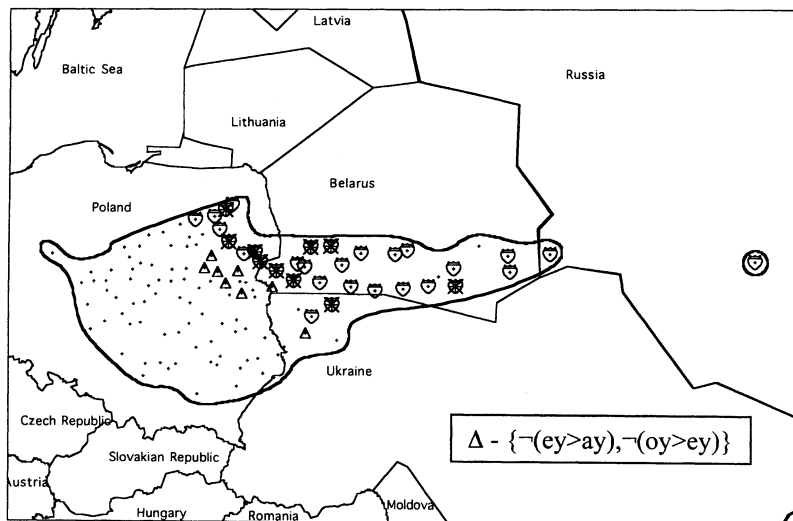 Latvia
Baltic Sea
Russia
Lithuania
Belarus
Poland
Ukraine
Czech Republic
Δ - {¬(ey>ay),¬(oy>ey)}
Slovakian Republic
Austria
Hungary
Romania
Moldova